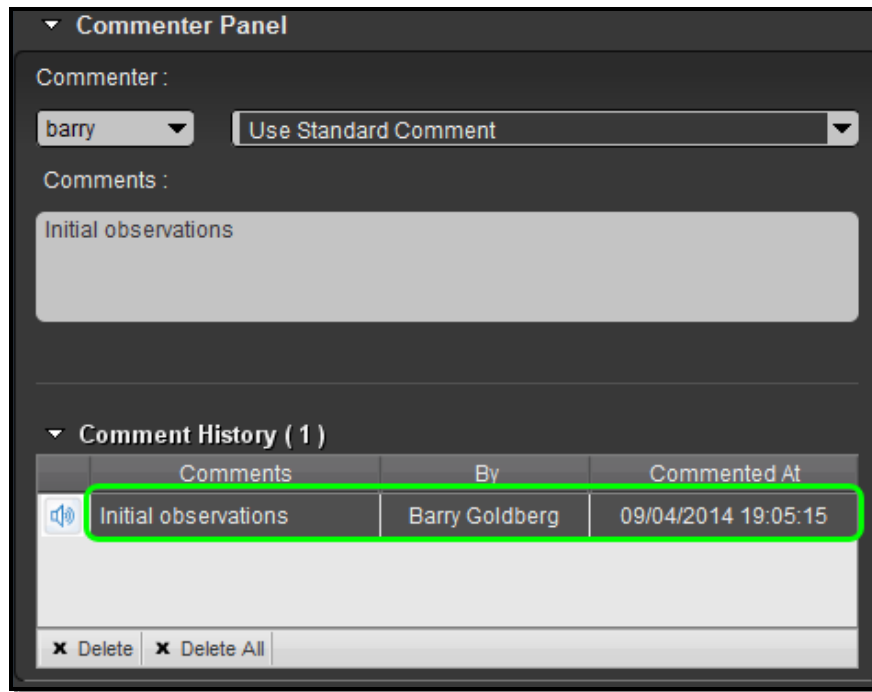 Commenter Panel
Commenter :
barry Use Standard Comment
Comments :
Initial observations
Comment History ( 1 )
Comments By Commented At
Initial observations Barry Goldberg 09/04/2014 19:05:15
✖ Delete ✖ Delete All